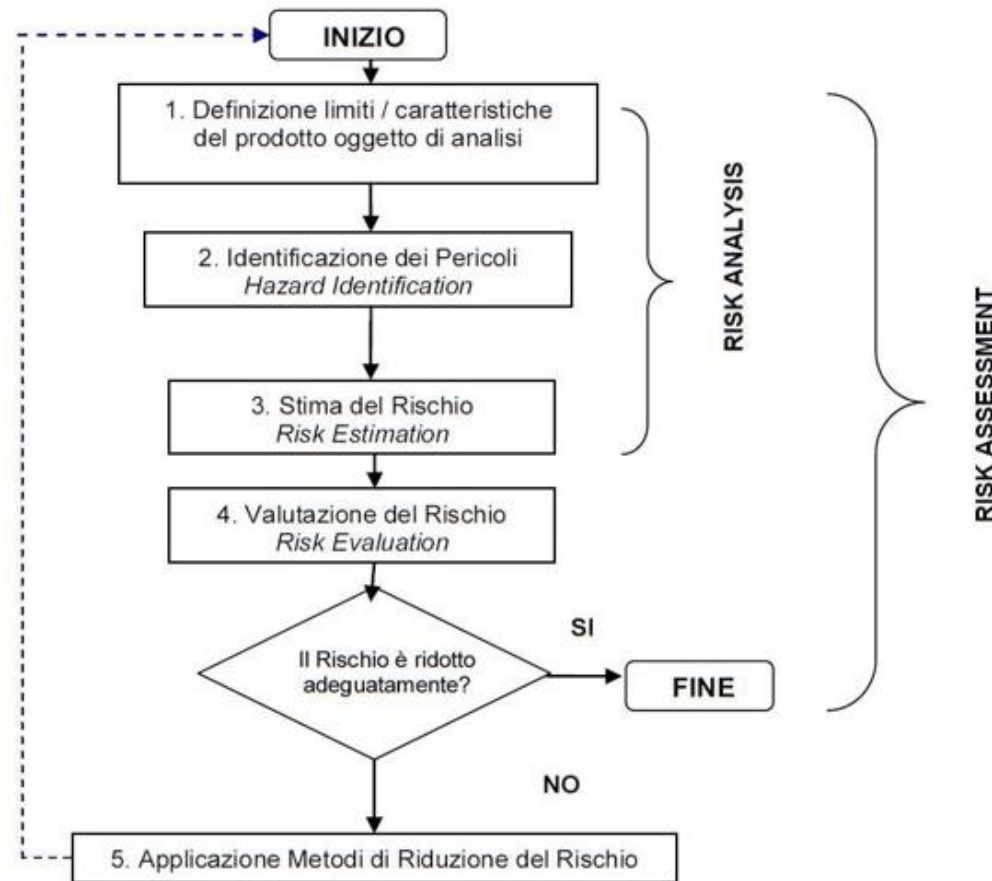 INIZIO
1. Definizione limiti / caratteristiche
del prodotto oggetto di analisi
2. Identificazione dei Pericoli
Hazard Identification
3. Stima del Rischio
Risk Estimation
4. Valutazione del Rischio
Risk Evaluation
Il Rischio è ridotto
adeguatamente?
SI
FINE
NO
5. Applicazione Metodi di Riduzione del Rischio
RISK ANALYSIS
RISK ASSESSMENT